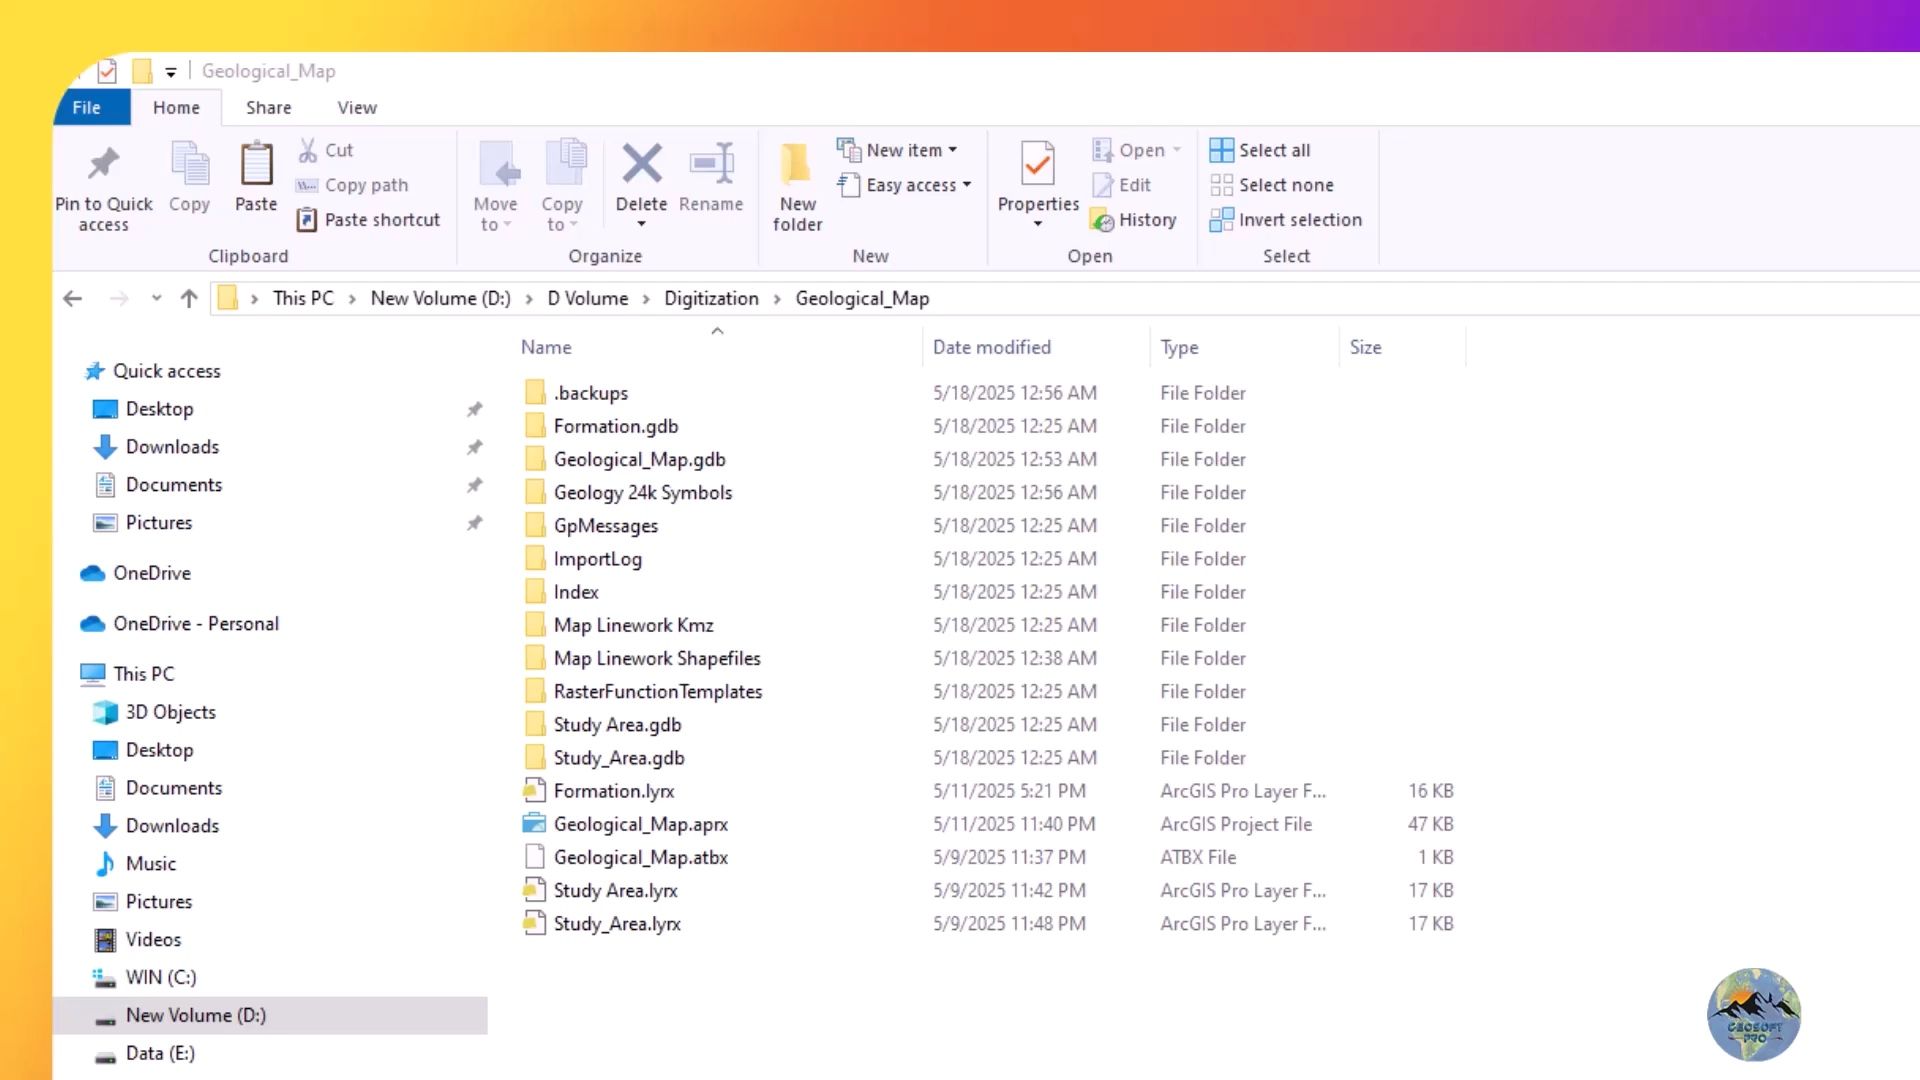 Geological_Map
File Home Share View
Pin to Quick access
Copy
Paste
Cut
Copy path
Paste shortcut
Clipboard
Move to
Copy to
Delete
Rename
Organize
New folder
New item
Easy access
New
Properties
Open
Edit
History
Open
Select all
Select none
Invert selection
Select
This PC > New Volume (D:) > D Volume > Digitization > Geological_Map
Quick access
Desktop
Downloads
Documents
Pictures
OneDrive
OneDrive - Personal
This PC
3D Objects
Desktop
Documents
Downloads
Music
Pictures
Videos
WIN (C:)
New Volume (D:)
Data (E:)
Name Date modified Type Size
.backups 5/18/2025 12:56 AM File Folder
Formation.gdb 5/18/2025 12:25 AM File Folder
Geological_Map.gdb 5/18/2025 12:53 AM File Folder
Geology 24k Symbols 5/18/2025 12:56 AM File Folder
GpMessages 5/18/2025 12:25 AM File Folder
ImportLog 5/18/2025 12:25 AM File Folder
Index 5/18/2025 12:25 AM File Folder
Map Linework Kmz 5/18/2025 12:25 AM File Folder
Map Linework Shapefiles 5/18/2025 12:38 AM File Folder
RasterFunctionTemplates 5/18/2025 12:25 AM File Folder
Study Area.gdb 5/18/2025 12:25 AM File Folder
Study_Area.gdb 5/18/2025 12:25 AM File Folder
Formation.lyrx 5/11/2025 5:21 PM ArcGIS Pro Layer F... 16 KB
Geological_Map.aprx 5/11/2025 11:40 PM ArcGIS Project File 47 KB
Geological_Map.atbx 5/9/2025 11:37 PM ATBX File 1 KB
Study Area.lyrx 5/9/2025 11:42 PM ArcGIS Pro Layer F... 17 KB
Study_Area.lyrx 5/9/2025 11:48 PM ArcGIS Pro Layer F... 17 KB
GEOSOFT
PRO